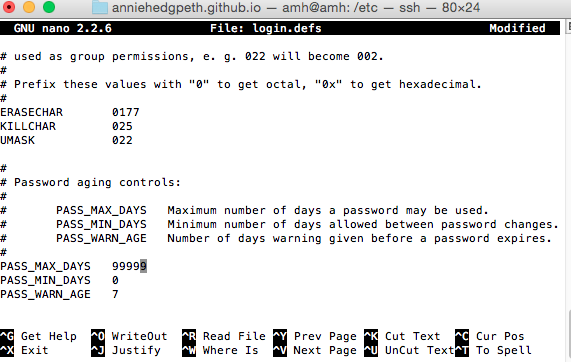 anniehedgpeth.github.io — amh@amh: /etc — ssh — 80×24
GNU nano 2.2.6 File: login.defs Modified
# used as group permissions, e. g. 022 will become 002.
#
# Prefix these values with "0" to get octal, "0x" to get hexadecimal.
#
ERASECHAR 0177
KILLCHAR 025
UMASK 022
#
# Password aging controls:
#
# PASS_MAX_DAYS Maximum number of days a password may be used.
# PASS_MIN_DAYS Minimum number of days allowed between password changes.
# PASS_WARN_AGE Number of days warning given before a password expires.
#
PASS_MAX_DAYS 99999
PASS_MIN_DAYS 0
PASS_WARN_AGE 7
^G Get Help ^O WriteOut ^R Read File ^Y Prev Page ^K Cut Text ^C Cur Pos
^X Exit ^J Justify ^W Where Is ^V Next Page ^U UnCut Text ^T To Spell